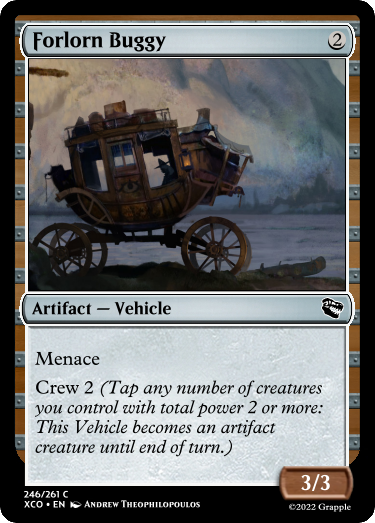 Forlorn Buggy 2
Artifact — Vehicle
Menace
Crew 2 (Tap any number of creatures
you control with total power 2 or more:
This Vehicle becomes an artifact
creature until end of turn.)
3/3
246/261 C
XCO • EN Andrew Theophilopoulos
©2022 Grapple